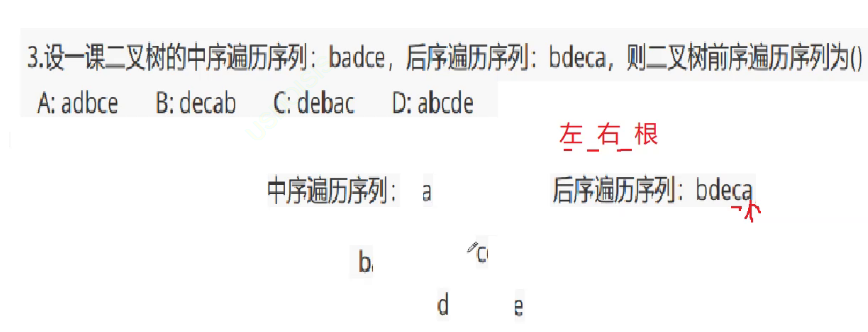 3.设一课二叉树的中序遍历序列：badce，后序遍历序列：bdeca，则二叉树前序遍历序列为()
A: adbce B: decab C: debac D: abcde
左 右 根
中序遍历序列： a 后序遍历序列：bdeca
b c
d e